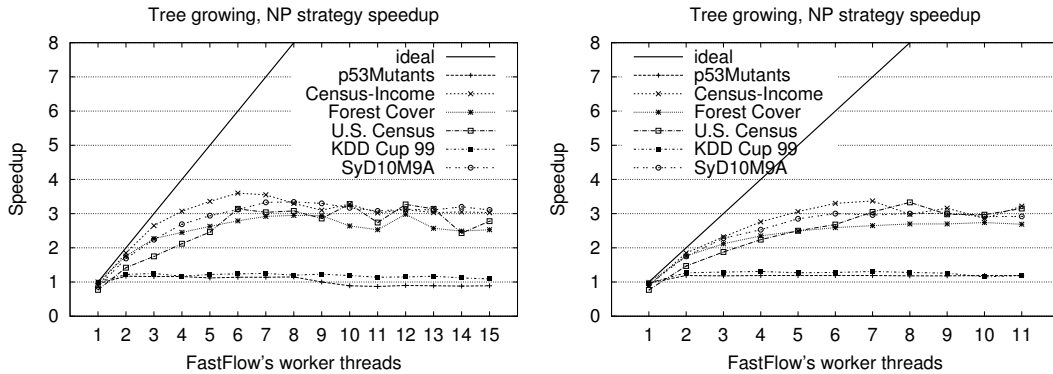 Tree growing, NP strategy speedup
8
7
6
5
4
3
2
1
0
Speedup
ideal
p53Mutants
Census-Income
Forest Cover
U.S. Census
KDD Cup 99
SyD10M9A
1 2 3 4 5 6 7 8 9 10 11 12 13 14 15
FastFlow's worker threads
Tree growing, NP strategy speedup
8
7
6
5
4
3
2
1
0
Speedup
ideal
p53Mutants
Census-Income
Forest Cover
U.S. Census
KDD Cup 99
SyD10M9A
1 2 3 4 5 6 7 8 9 10 11
FastFlow's worker threads